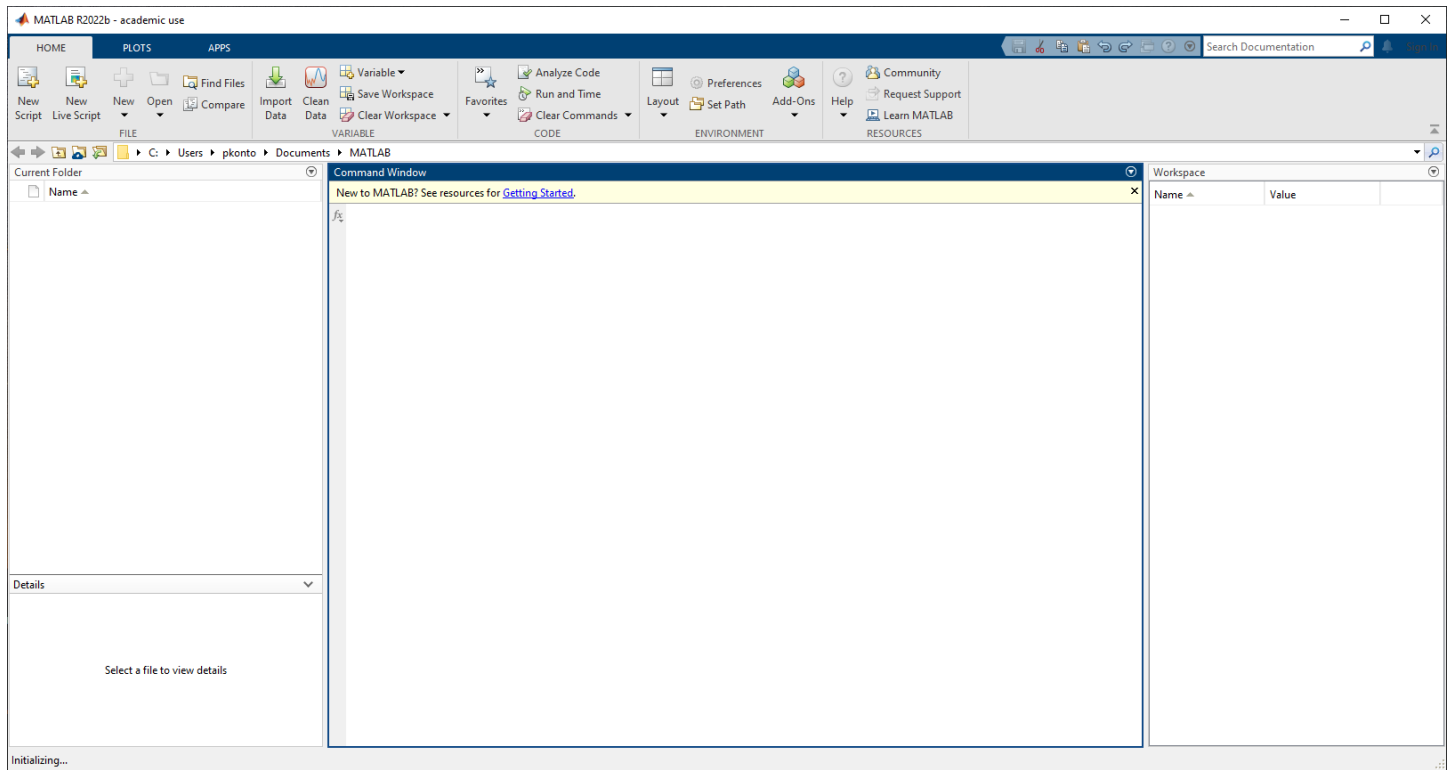 MATLAB R2022b - academic use
HOME PLOTS APPS
Search Documentation
Sign In
New Script
New Live Script
New
Open
Find Files
Compare
FILE
Import Data
Clean Data
Variable
Save Workspace
Clear Workspace
VARIABLE
Favorites
Analyze Code
Run and Time
Clear Commands
CODE
Layout
Preferences
Set Path
Add-Ons
ENVIRONMENT
?
Help
Community
Request Support
Learn MATLAB
RESOURCES
C: Users pkonto Documents MATLAB
Current Folder
Name
Command Window
New to MATLAB? See resources for Getting Started.
fx
Workspace
Name Value
Details
Select a file to view details
Initializing...